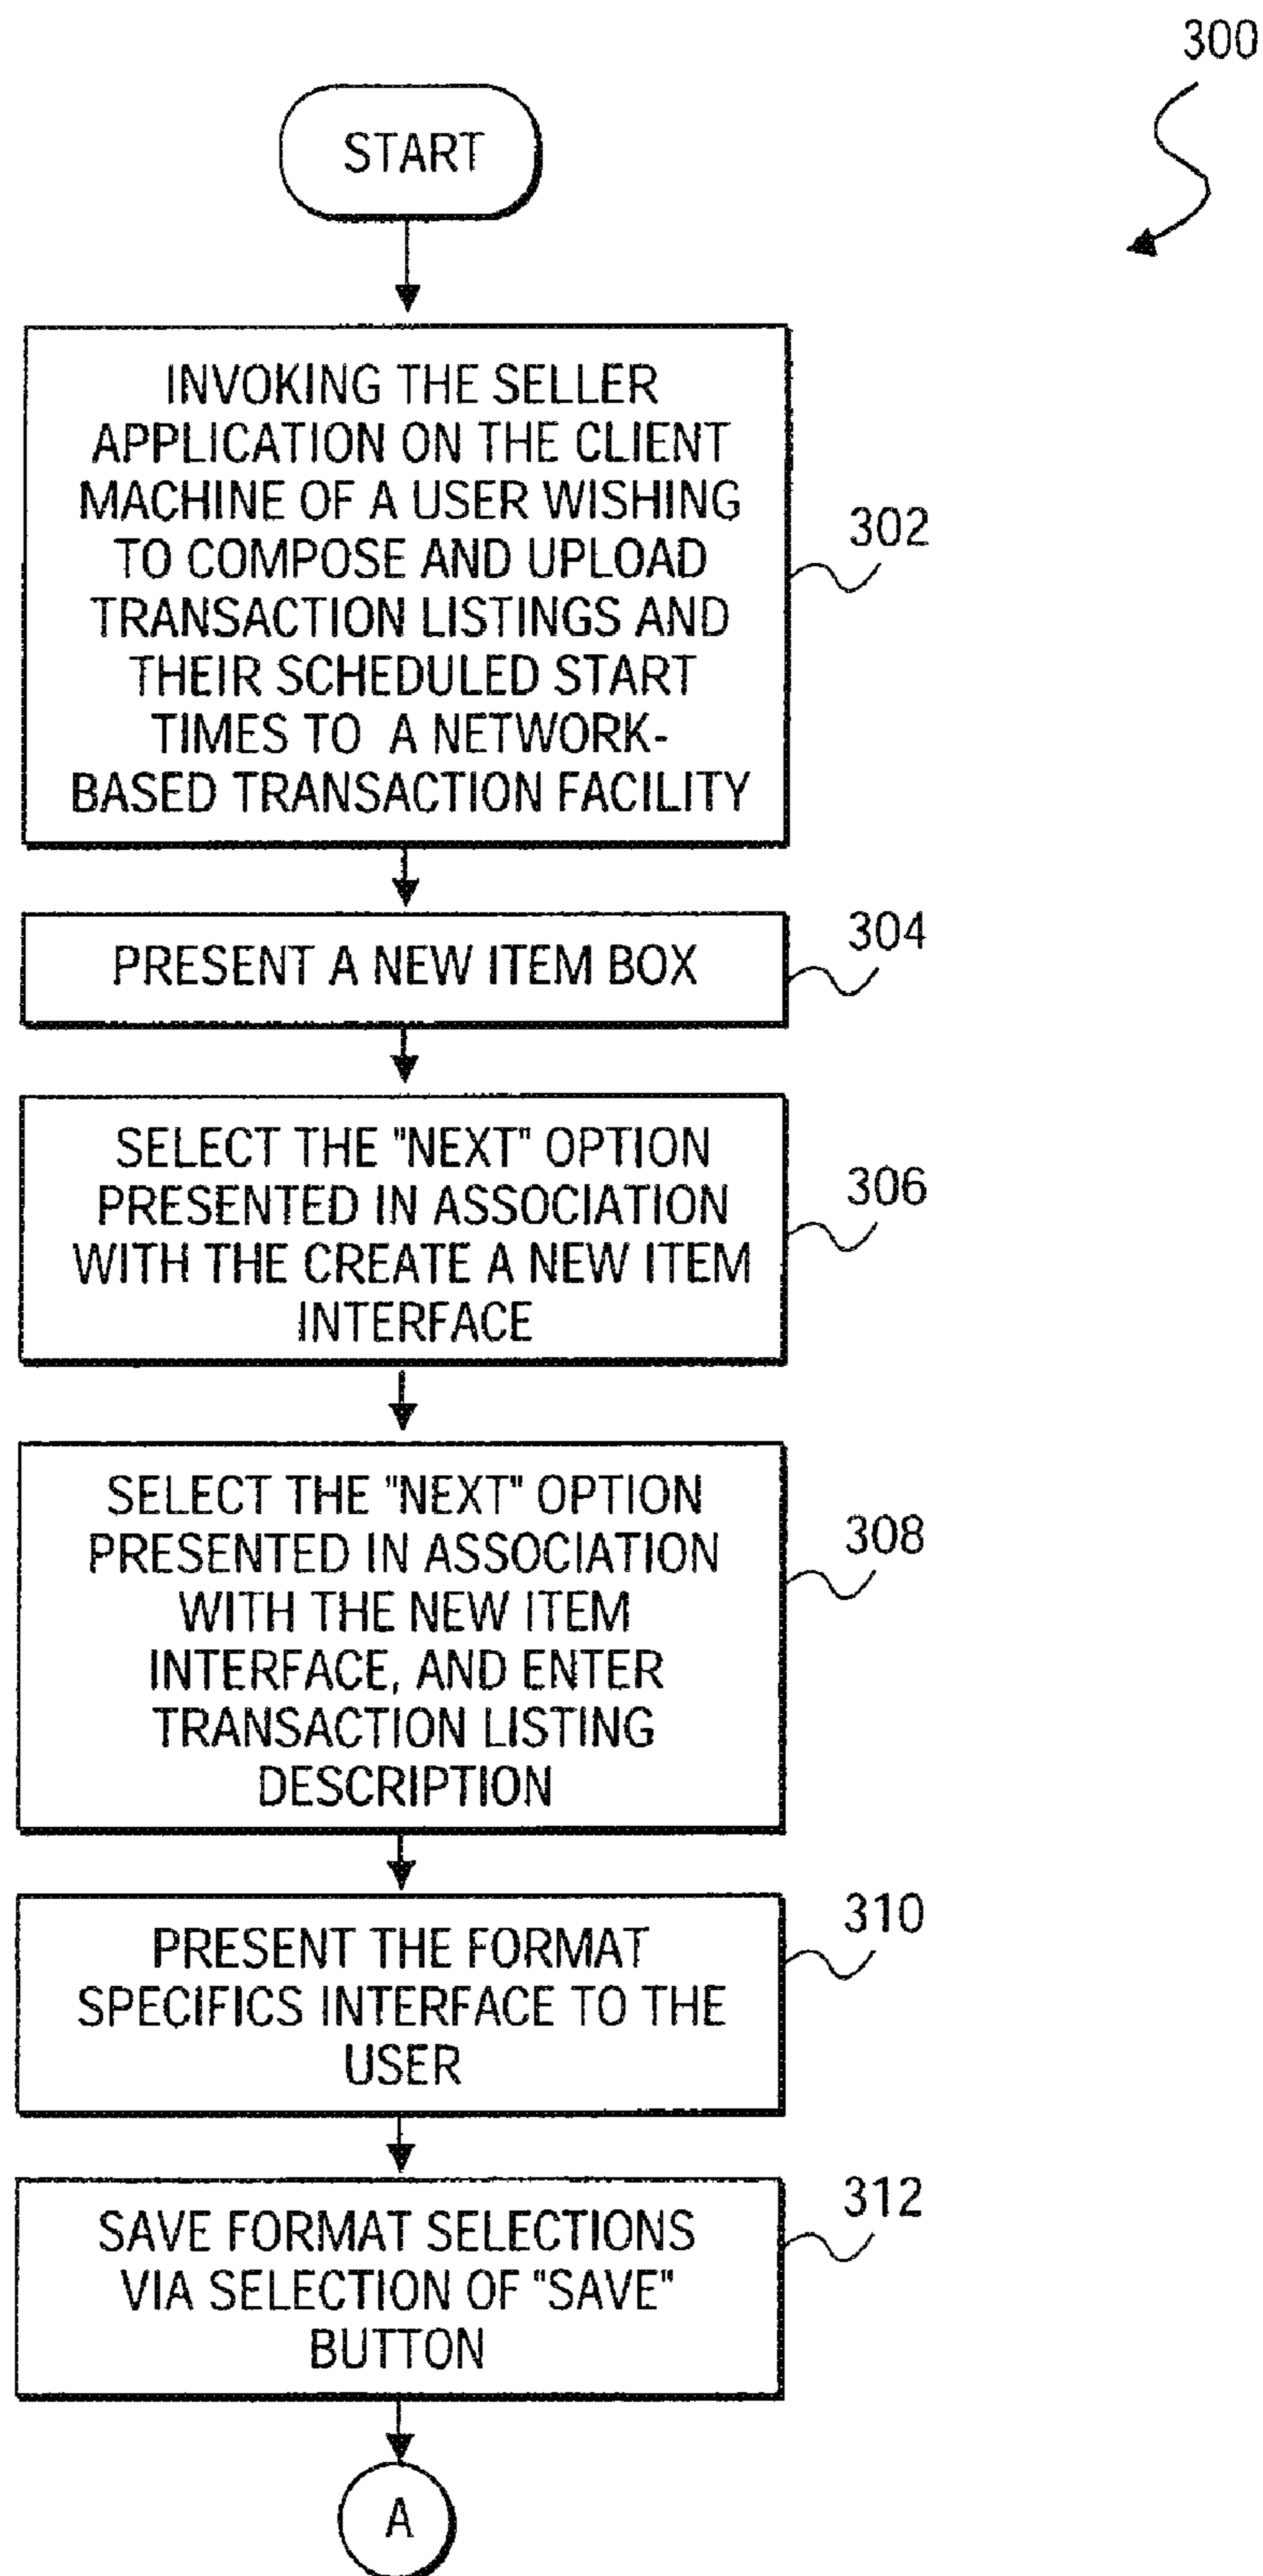 300
START
INVOKING THE SELLER
APPLICATION ON THE CLIENT
MACHINE OF A USER WISHING
TO COMPOSE AND UPLOAD
TRANSACTION LISTINGS AND
THEIR SCHEDULED START
TIMES TO A NETWORK-
BASED TRANSACTION FACILITY
302
PRESENT A NEW ITEM BOX
304
SELECT THE "NEXT" OPTION
PRESENTED IN ASSOCIATION
WITH THE CREATE A NEW ITEM
INTERFACE
306
SELECT THE "NEXT" OPTION
PRESENTED IN ASSOCIATION
WITH THE NEW ITEM
INTERFACE, AND ENTER
TRANSACTION LISTING
DESCRIPTION
308
PRESENT THE FORMAT
SPECIFICS INTERFACE TO THE
USER
310
SAVE FORMAT SELECTIONS
VIA SELECTION OF "SAVE"
BUTTON
312
A